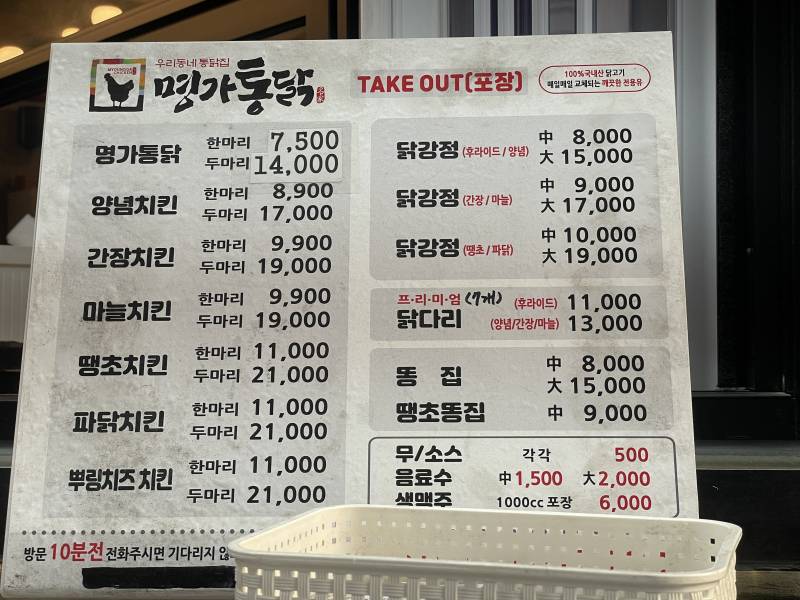 우리동네 통닭집
명가통닭
TAKE OUT(포장)
100%국내산 닭고기
매일매일 교체되는 깨끗한 전용유
명가통닭 한마리 7,500
두마리 14,000
양념치킨 한마리 8,900
두마리 17,000
간장치킨 한마리 9,900
두마리 19,000
마늘치킨 한마리 9,900
두마리 19,000
땡초치킨 한마리 11,000
두마리 21,000
파닭치킨 한마리 11,000
두마리 21,000
뿌링치즈 치킨 한마리 11,000
두마리 21,000
닭강정 (후라이드 / 양념) 中 8,000
大 15,000
닭강정 (간장 / 마늘) 中 9,000
大 17,000
닭강정 (땡초 / 파닭) 中 10,000
大 19,000
프·리·미·엄 (7개) (후라이드) 11,000
닭다리 (양념/간장/마늘) 13,000
똥 집 中 8,000
大 15,000
땡초똥집 中 9,000
무/소스 각각 500
음료수 中 1,500 大 2,000
생맥주 1000cc 포장 6,000
방문 10분전 전화주시면 기다리지 않